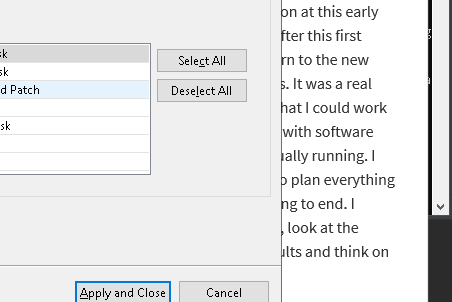 on at this early
fter this first
rn to the new
s. It was a real
hat I could work
with software
ually running. I
o plan everything
ng to end. I
, look at the
ults and think on
sk
sk
d Patch
sk
Select All
Deselect All
Apply and Close
Cancel